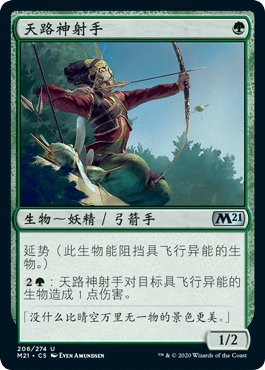 天路神射手
生物~妖精/弓箭手
M21
延势（此生物能阻挡具飞行异能的
生物。）
2：天路神射手对目标具飞行异能的
生物造成1点伤害。
「没什么比晴空万里无一物的景色更美。」
1/2
206/274 U
M21 • CS Even Amundsen
™ & © 2020 Wizards of the Coast